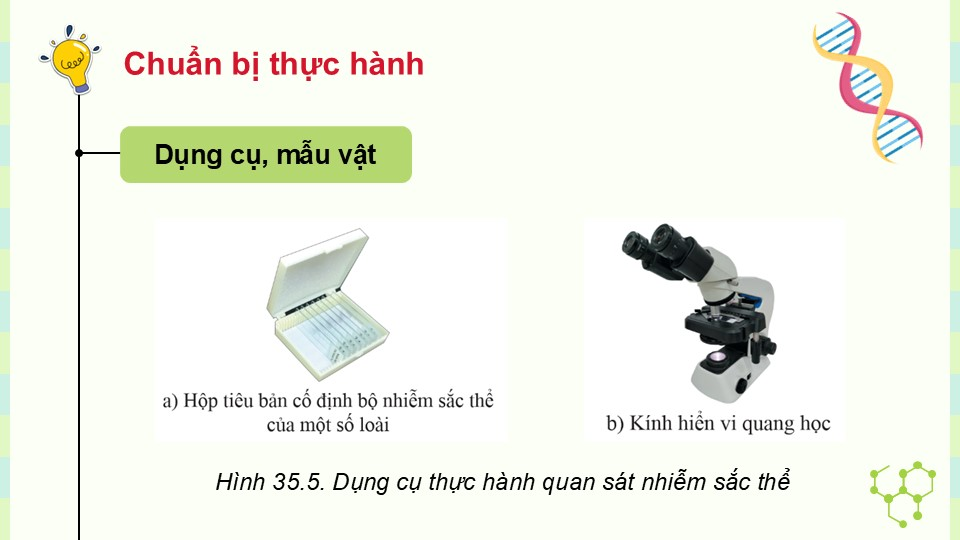 Chuẩn bị thực hành
Dụng cụ, mẫu vật
a) Hộp tiêu bản cố định bộ nhiễm sắc thể
của một số loài
b) Kính hiển vi quang học
Hình 35.5. Dụng cụ thực hành quan sát nhiễm sắc thể